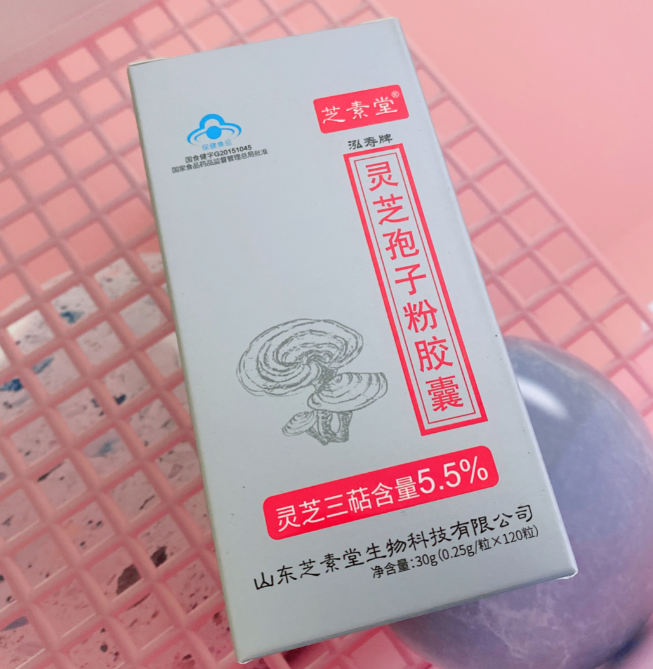 芝素堂®
保健食品
国食健字G20151045
国家食品药品监督管理总局批准
泓寿牌
灵芝孢子粉胶囊
灵芝三萜含量5.5%
山东芝素堂生物科技有限公司
净含量:30g(0.25g/粒×120粒)